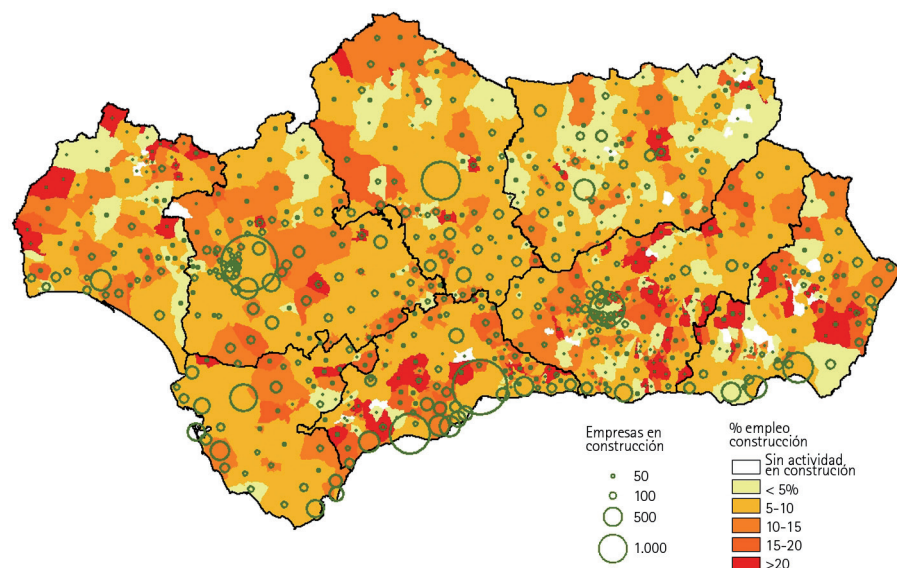 Empresas en
construcción
50
100
500
1.000
% empleo
construcción
Sin actividad
en construción
< 5%
5-10
10-15
15-20
>20